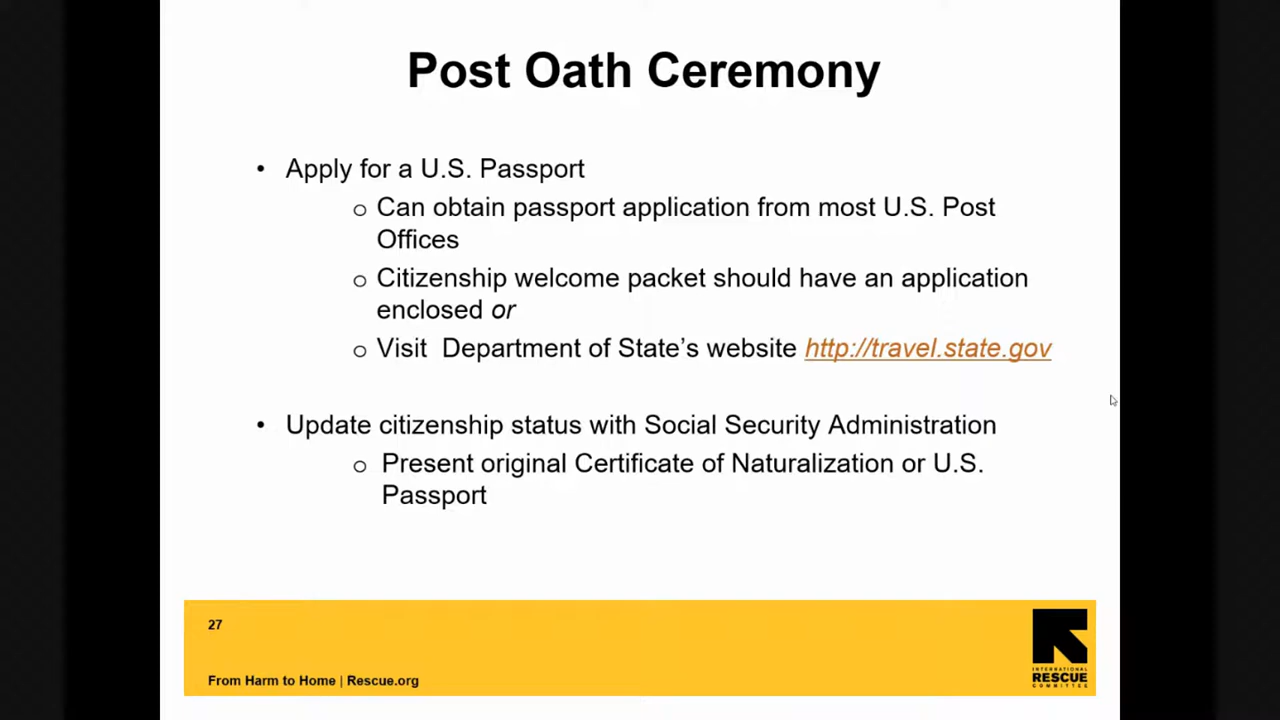 Post Oath Ceremony
• Apply for a U.S. Passport
o Can obtain passport application from most U.S. Post
Offices
o Citizenship welcome packet should have an application
enclosed or
o Visit  Department of State’s website http://travel.state.gov
• Update citizenship status with Social Security Administration
o Present original Certificate of Naturalization or U.S.
Passport
27
From Harm to Home | Rescue.org
INTERNATIONAL
RESCUE
COMMITTEE